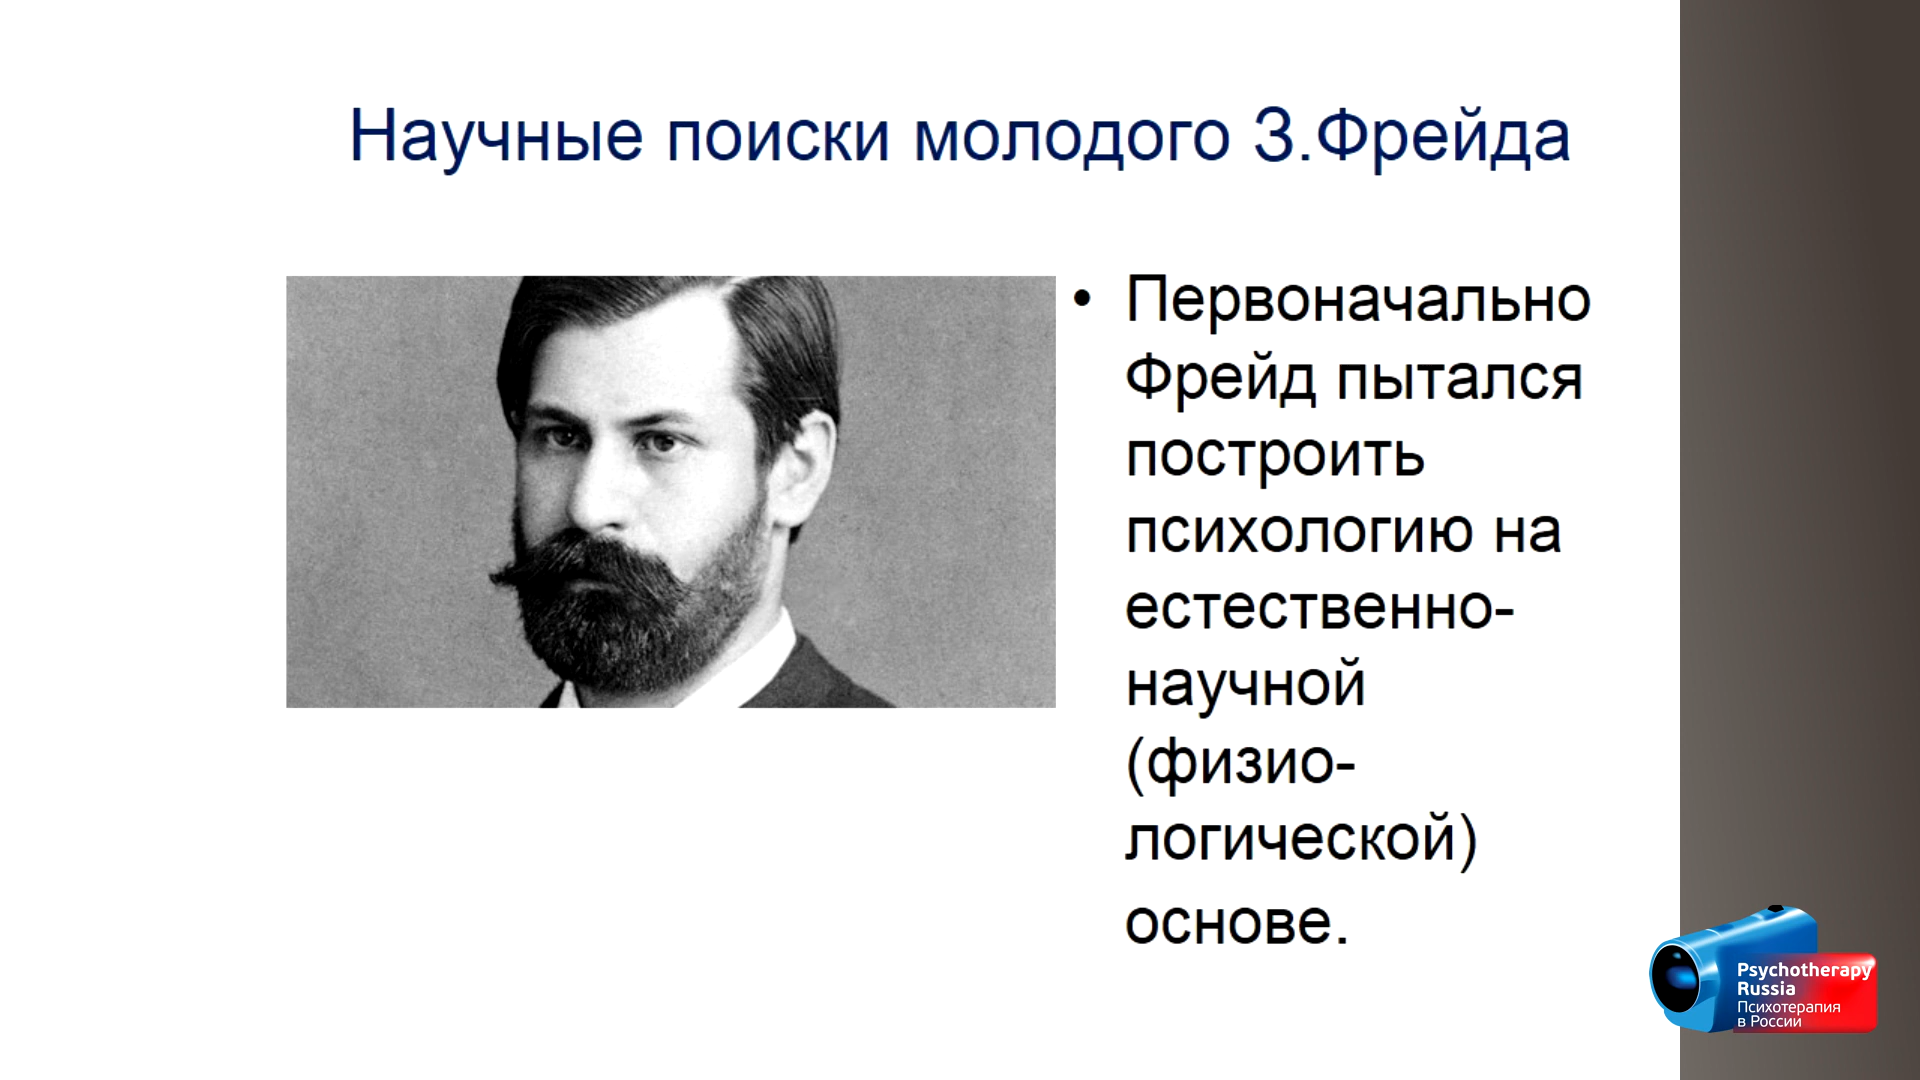 Научные поиски молодого З.Фрейда
• Первоначально
Фрейд пытался
построить
психологию на
естественно-
научной
(физио-
логической)
основе.
Psychotherapy
Russia
Психотерапия
в России